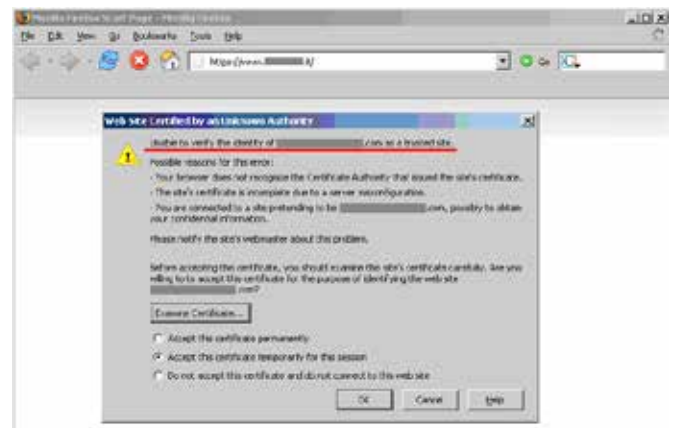 Mozilla Firefox Start Page - Mozilla Firefox
File Edit View Go Bookmarks Tools Help
Go
Web Site Certified by an Unknown Authority
Unable to verify the identity of .com as a trusted site.
Possible reasons for this error:
- Your browser does not recognize the Certificate Authority that issued the site's certificate.
- The site's certificate is incomplete due to a server misconfiguration.
- You are connected to a site pretending to be .com, possibly to obtain
your confidential information.
Please notify the site's webmaster about this problem.
Before accepting this certificate, you should examine this site's certificate carefully. Are you
willing to to accept this certificate for the purpose of identifying the web site
.com?
Examine Certificate...
Accept this certificate permanently
Accept this certificate temporarily for this session
Do not accept this certificate and do not connect to this web site
OK Cancel Help